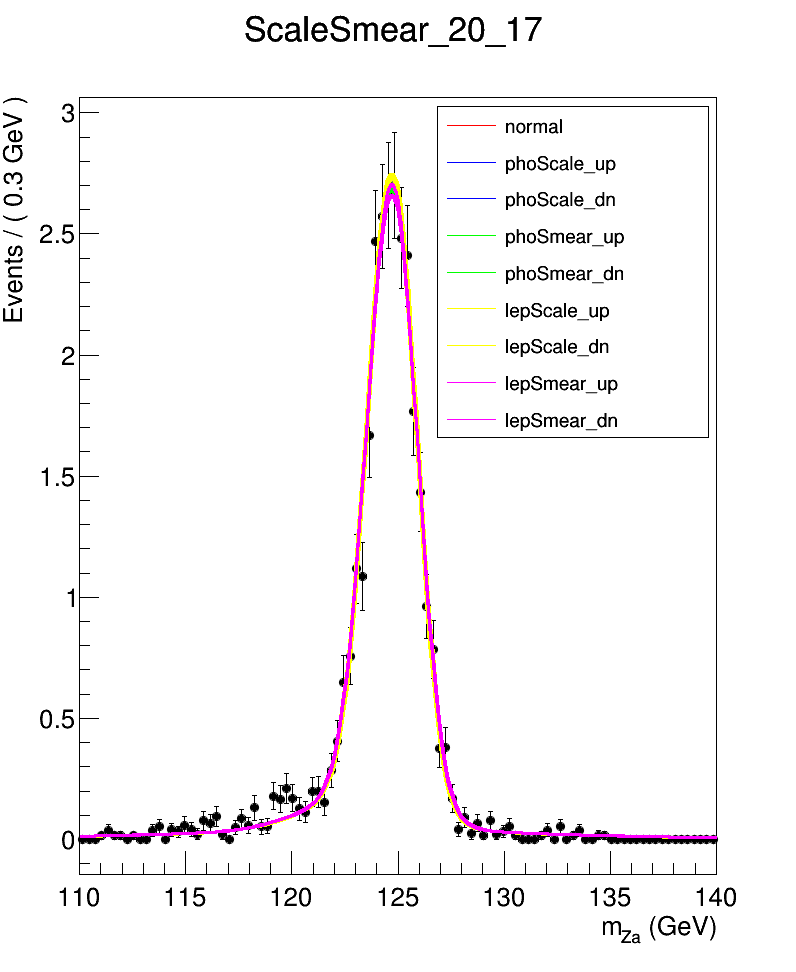 ScaleSmear_20_17
Events / ( 0.3 GeV )
3
2.5
2
1.5
1
0.5
0
normal
phoScale_up
phoScale_dn
phoSmear_up
phoSmear_dn
lepScale_up
lepScale_dn
lepSmear_up
lepSmear_dn
110 115 120 125 130 135 140
m_Za (GeV)